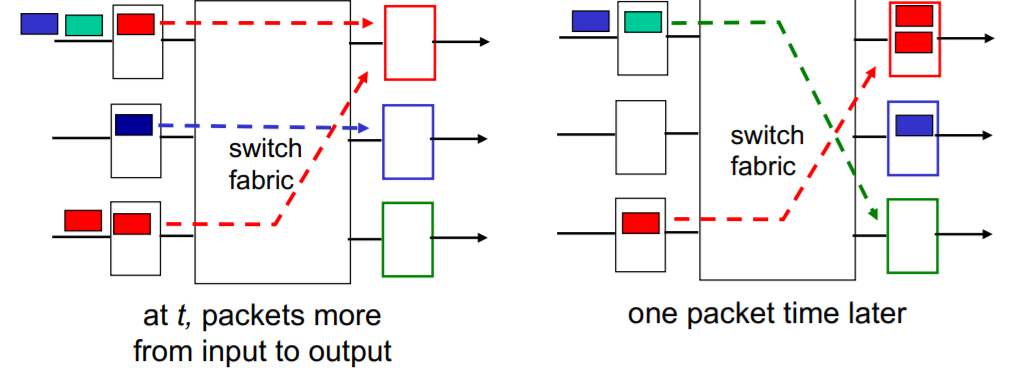 switch
fabric
at t, packets more
from input to output
switch
fabric
one packet time later